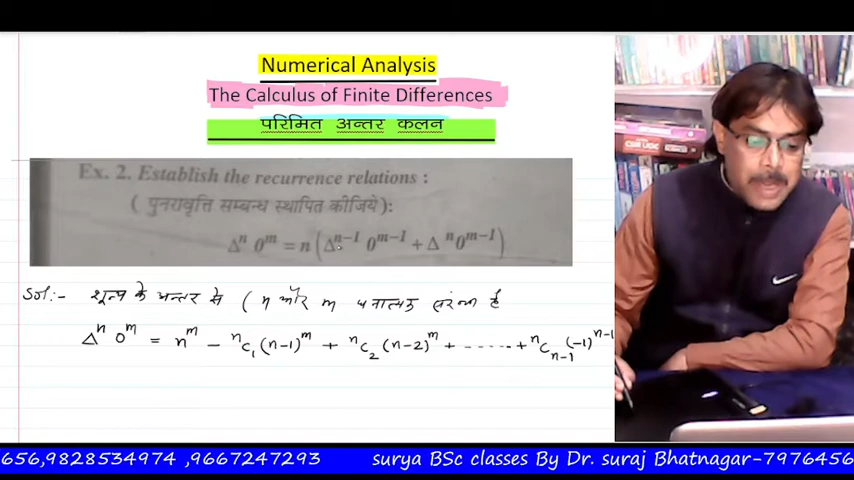 Numerical Analysis
The Calculus of Finite Differences
परिमित अन्तर कलन
Ex. 2. Establish the recurrence relations :
( पुनरावृत्ति सम्बन्ध स्थापित कीजिये):
Δⁿ 0ᵐ = n (Δⁿ⁻¹ 0ᵐ⁻¹ + Δ ⁿ0ᵐ⁻¹)
Sol:- शून्य के अन्तर से ( n और m धनात्मक संख्या है
Δⁿ 0ᵐ = nᵐ - ⁿC₁(n-1)ᵐ + ⁿC₂(n-2)ᵐ + ...... + ⁿCₙ₋₁(-1)ⁿ⁻¹
656,9828534974 ,9667247293 surya BSc classes By Dr. suraj Bhatnagar-7976456